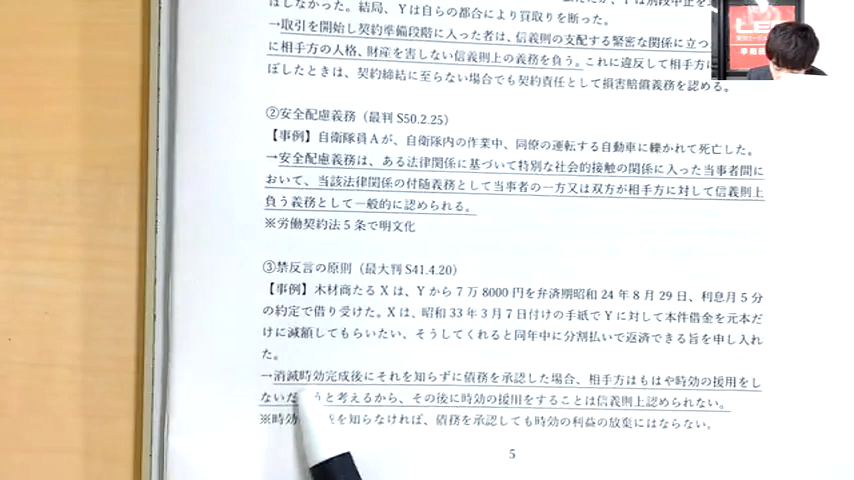 はしなかった。結局、Yは自らの都合により買取りを断った。
→取引を開始し契約準備段階に入った者は、信義則の支配する緊密な関係に立つ
に相手方の人格、財産を害しない信義則上の義務を負う。これに違反して相手方に
ぼしたときは、契約締結に至らない場合でも契約責任として損害賠償義務を認める。
②安全配慮義務（最判 S50.2.25）
【事例】自衛隊員Aが、自衛隊内の作業中、同僚の運転する自動車に轢かれて死亡した。
→安全配慮義務は、ある法律関係に基づいて特別な社会的接触の関係に入った当事者間に
おいて、当該法律関係の付随義務として当事者の一方又は双方が相手方に対して信義則上
負う義務として一般的に認められる。
※労働契約法５条で明文化
③禁反言の原則（最大判 S41.4.20）
【事例】木材商たるXは、Yから７万 8000 円を弁済期昭和 24 年 8 月 29 日、利息月５分
の約定で借り受けた。Xは、昭和 33 年 3 月 7 日付けの手紙でYに対して本件借金を元本だ
けに減額してもらいたい、そうしてくれると同年中に分割払いで返済できる旨を申し入れ
た。
→消滅時効完成後にそれを知らずに債務を承認した場合、相手方はもはや時効の援用をし
ないだ うと考えるから、その後に時効の援用をすることは信義則上認められない。
※時効 を知らなければ、債務を承認しても時効の利益の放棄にはならない。
5